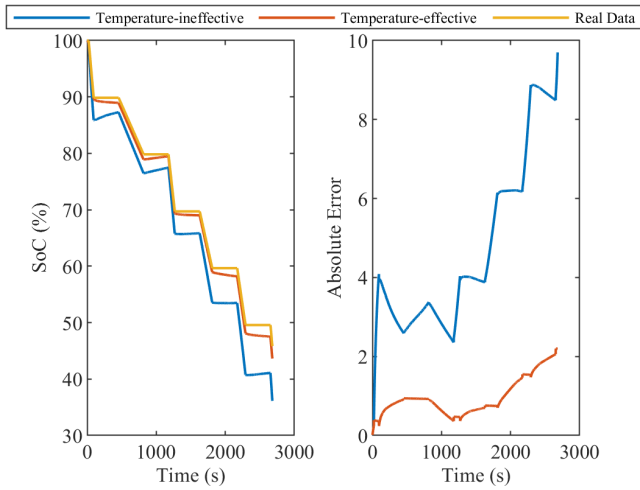 Temperature-ineffective Temperature-effective Real Data
SoC (%)
100
90
80
70
60
50
40
30
0 1000 2000 3000
Time (s)
Absolute Error
10
8
6
4
2
0
0 1000 2000 3000
Time (s)